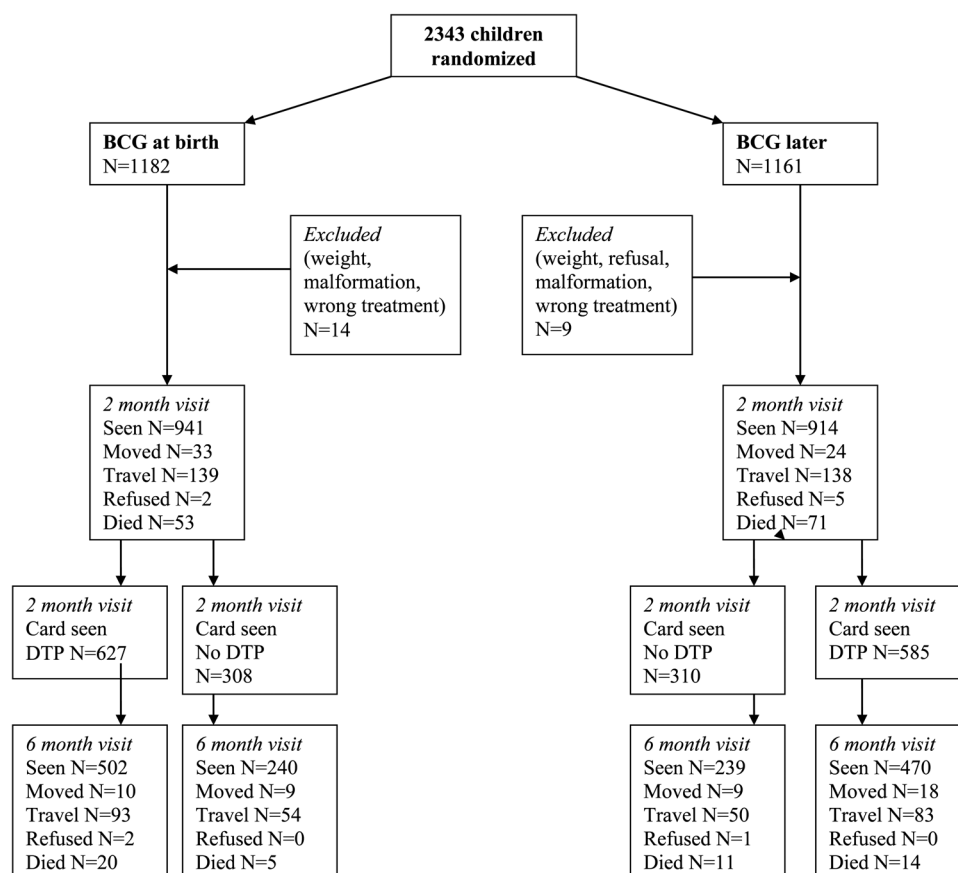 2343 children
randomized
BCG at birth
N=1182
BCG later
N=1161
Excluded
(weight,
malformation,
wrong treatment)
N=14
Excluded
(weight, refusal,
malformation,
wrong treatment)
N=9
2 month visit
Seen N=941
Moved N=33
Travel N=139
Refused N=2
Died N=53
2 month visit
Seen N=914
Moved N=24
Travel N=138
Refused N=5
Died N=71
2 month visit
Card seen
DTP N=627
2 month visit
Card seen
No DTP
N=308
2 month visit
Card seen
No DTP
N=310
2 month visit
Card seen
DTP N=585
6 month visit
Seen N=502
Moved N=10
Travel N=93
Refused N=2
Died N=20
6 month visit
Seen N=240
Moved N=9
Travel N=54
Refused N=0
Died N=5
6 month visit
Seen N=239
Moved N=9
Travel N=50
Refused N=1
Died N=11
6 month visit
Seen N=470
Moved N=18
Travel N=83
Refused N=0
Died N=14